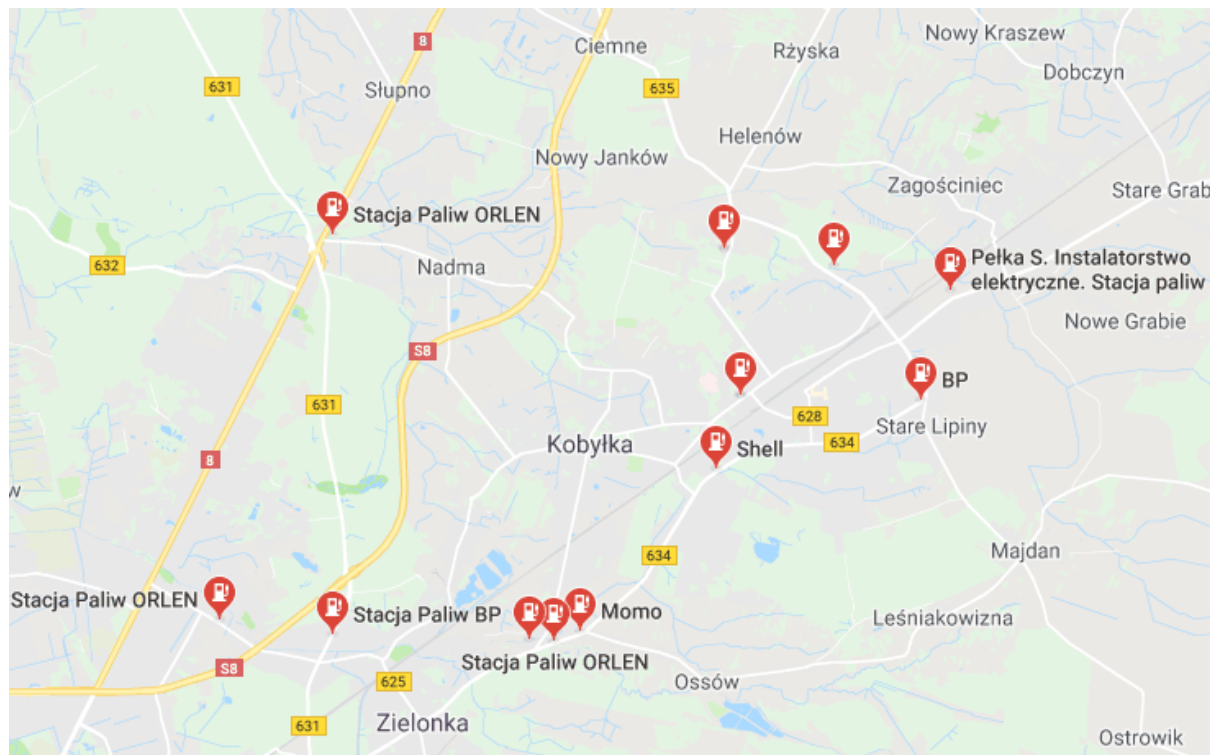 Ciemne
Rżyska
Nowy Kraszew
Dobczyn
8
631
Słupno
635
Helenów
Nowy Janków
Zagościniec
Stare Grab
Stacja Paliw ORLEN
632
Nadma
Pełka S. Instalatorstwo
elektryczne. Stacja paliw
Nowe Grabie
S8
BP
631
628
Stare Lipiny
634
Kobyłka
Shell
8
w
634
Majdan
Stacja Paliw ORLEN
Stacja Paliw BP
Momo
Leśniakowizna
Stacja Paliw ORLEN
S8
625
Ossów
Zielonka
631
Ostrowik